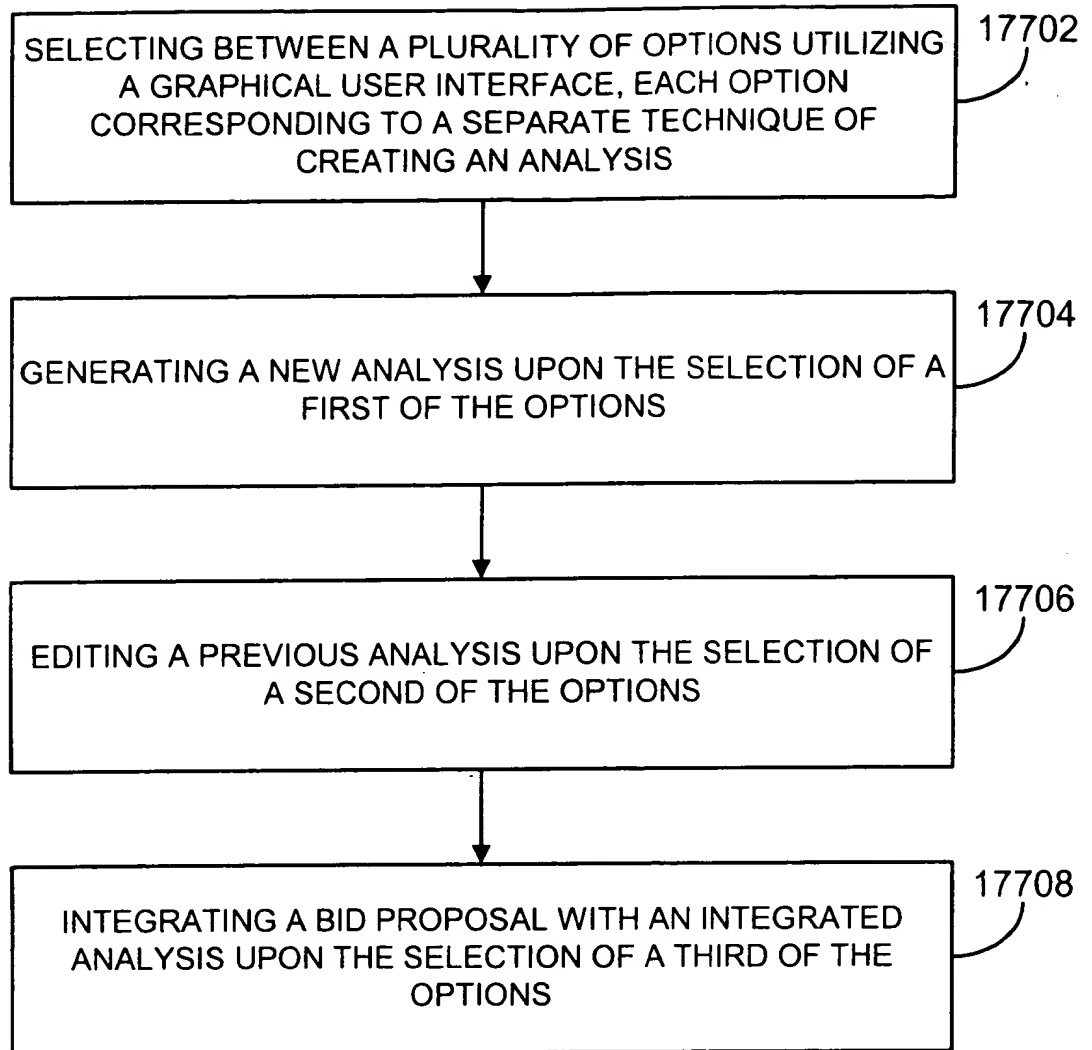 SELECTING BETWEEN A PLURALITY OF OPTIONS UTILIZING
A GRAPHICAL USER INTERFACE, EACH OPTION
CORRESPONDING TO A SEPARATE TECHNIQUE OF
CREATING AN ANALYSIS
17702
GENERATING A NEW ANALYSIS UPON THE SELECTION OF A
FIRST OF THE OPTIONS
17704
EDITING A PREVIOUS ANALYSIS UPON THE SELECTION OF
A SECOND OF THE OPTIONS
17706
INTEGRATING A BID PROPOSAL WITH AN INTEGRATED
ANALYSIS UPON THE SELECTION OF A THIRD OF THE
OPTIONS
17708